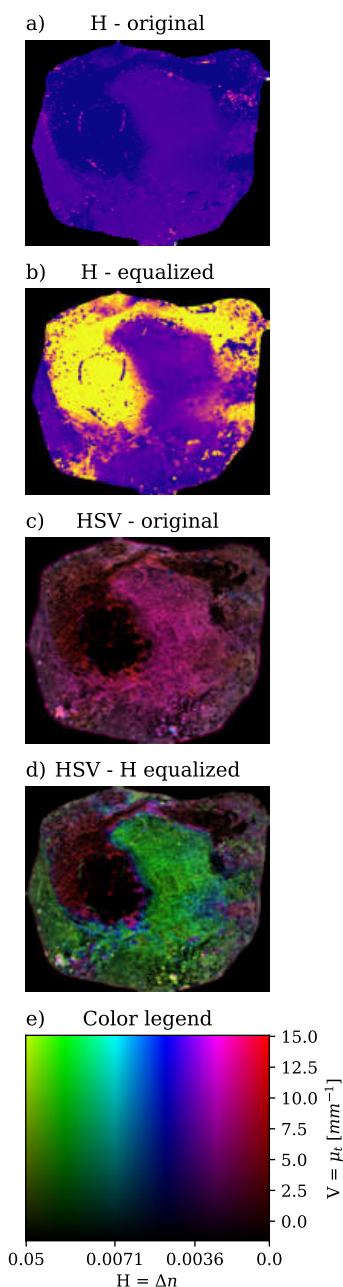 a) H - original
b) H - equalized
c) HSV - original
d) HSV - H equalized
e) Color legend
15.0
12.5
10.0
7.5
5.0
2.5
0.0
V = μt [mm−1]
0.05 0.0071 0.0036 0.0
H = Δn